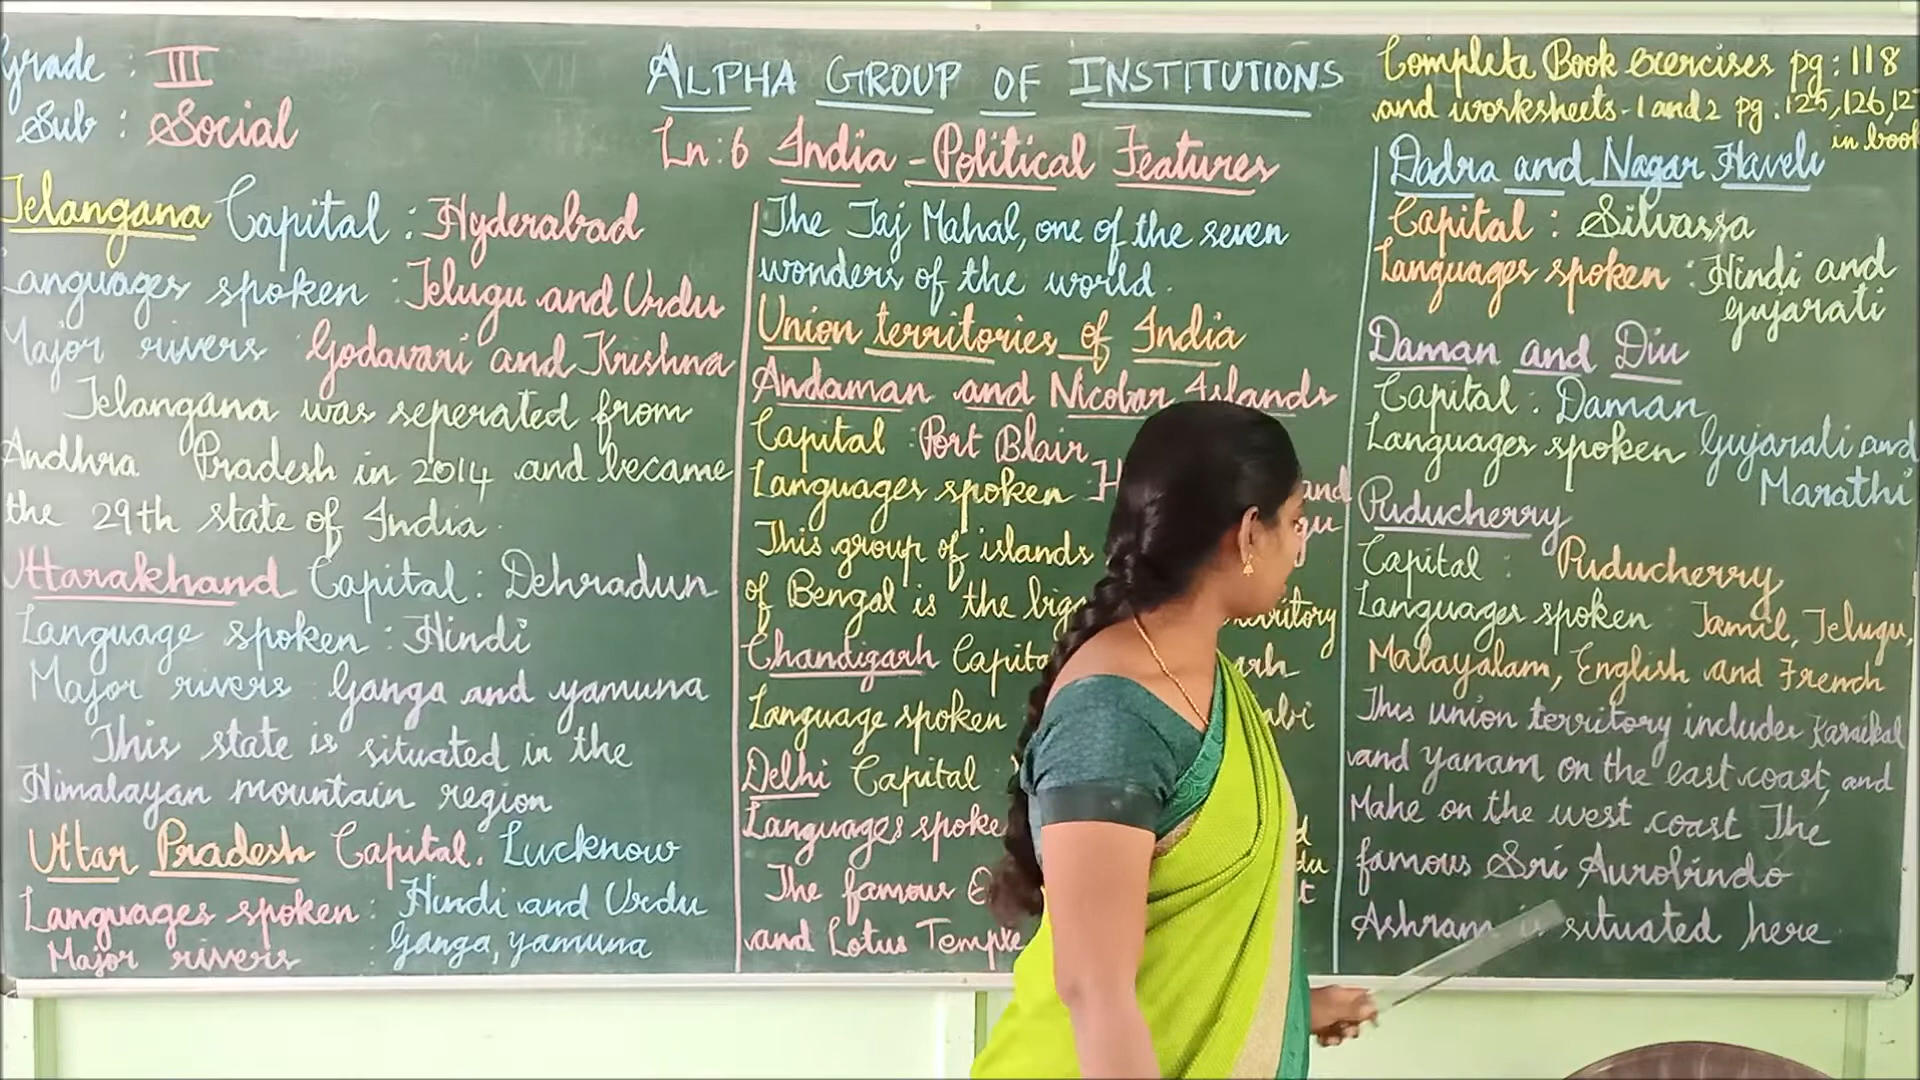 Grade : III
Sub : Social
ALPHA GROUP OF INSTITUTIONS
Ln: 6 India - Political Features
Complete Book exercises pg: 118
and worksheets - 1 and 2 pg. 125, 126, 12
in book
Telangana Capital : Hyderabad
Languages spoken : Telugu and Urdu
Major rivers Godavari and Krishna
Telangana was seperated from
Andhra Pradesh in 2014 and became
the 29th state of India.
Uttarakhand Capital : Dehradun
Language spoken : Hindi
Major rivers Ganga and yamuna
This state is situated in the
Himalayan mountain region
Uttar Pradesh Capital. Lucknow
Languages spoken : Hindi and Urdu
Major rivers : Ganga, yamuna
The Taj Mahal, one of the seven
wonders of the world.
Union territories of India
Andaman and Nicobar Islands
Capital : Port Blair
Languages spoken : and
This group of islands
of Bengal is the
Chandigarh
Language spoken
Delhi Capital
Languages
The famous
and Lotus Temple
Dadra and Nagar Haveli
Capital : Silvassa
Languages spoken : Hindi and
Gujarati
Daman and Diu
Capital : Daman
Languages spoken Gujarati and
Marathi
Puducherry
Capital : Puducherry
Languages spoken Tamil, Telugu,
Malayalam, English and French
This union territory includes Karaikal
and yanam on the east coast, and
Mahe on the west coast The
famous Sri Aurobindo
Ashram is situated here